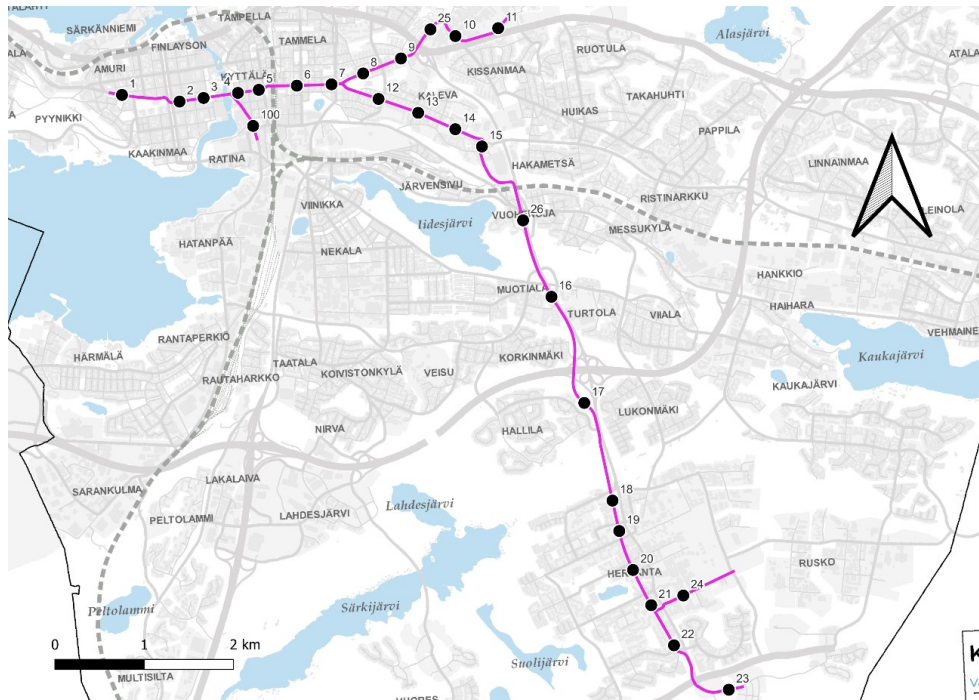 SÄRKÄNNIEMI
TAMPELLA
Alasjärvi
FINLAYSON
TAMMELA
25
10
11
RUOTULA
ATALA
AMURI
KYTTÄLÄ
9
KISSANMAA
1
2
3
4
5
6
7
8
KALEVA
TAKAHUHTI
12
13
HUIKAS
PYYNIKKI
100
14
PAPPILA
KAAKINMAA
RATINA
15
HAKAMETSÄ
LINNAINMAA
JÄRVENSIVU
RISTINARKKU
LEINOLA
VIINIKKA
Iidesjärvi
26
MESSUKYLÄ
HATANPÄÄ
NEKALA
HANKKIO
MUOTIALA
16
HAIHARA
TURTOLA
VIIALA
RANTAPERKIÖ
VEHMAINE
HÄRMÄLÄ
TAATALA
KORKINMÄKI
Kaukajärvi
RAUTAHARKKO
KOIVISTONKYLÄ
VEISU
KAUKAJÄRVI
17
LUKONMÄKI
NIRVA
HALLILA
LAKALAIVA
SARANKULMA
Lahdesjärvi
18
PELTOLAMMI
LAHDESJÄRVI
19
20
RUSKO
24
21
Peltolammi
Särkijärvi
22
0 1 2 km
Suolijärvi
MULTISILTA
23
K